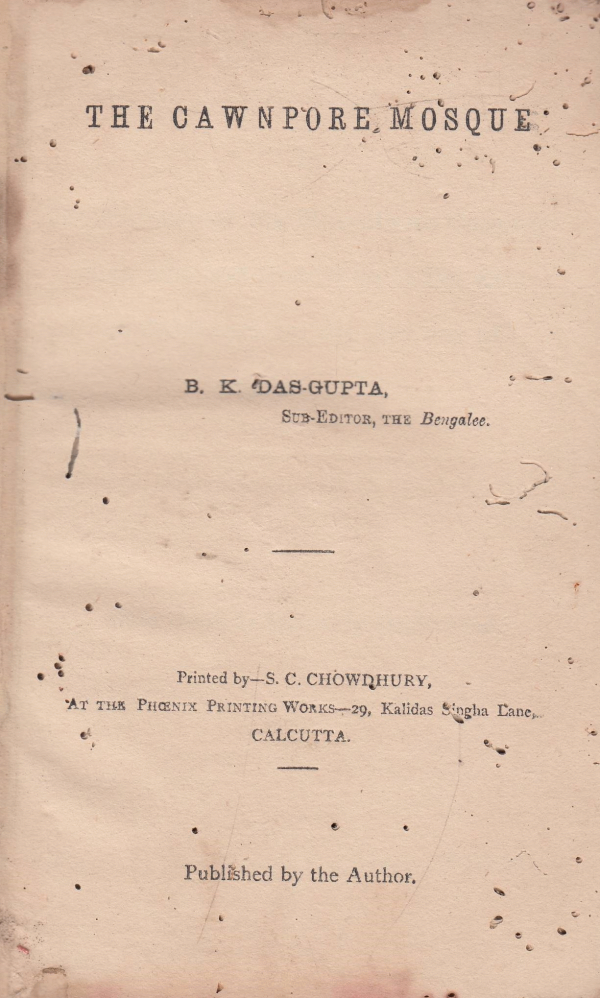 THE CAWNPORE MOSQUE
B. K. DAS-GUPTA,
SUB-EDITOR, THE Bengalee.
Printed by—S. C. CHOWDHURY,
AT THE PHŒNIX PRINTING WORKS—29, Kalidas Singha Lane,
CALCUTTA.
Published by the Author.